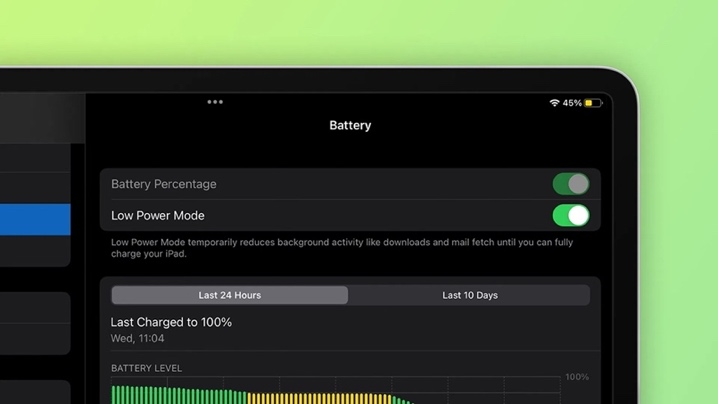 45%
Battery
Battery Percentage
Low Power Mode
Low Power Mode temporarily reduces background activity like downloads and mail fetch until you can fully
charge your iPad.
Last 24 Hours Last 10 Days
Last Charged to 100%
Wed, 11:04
BATTERY LEVEL
100%